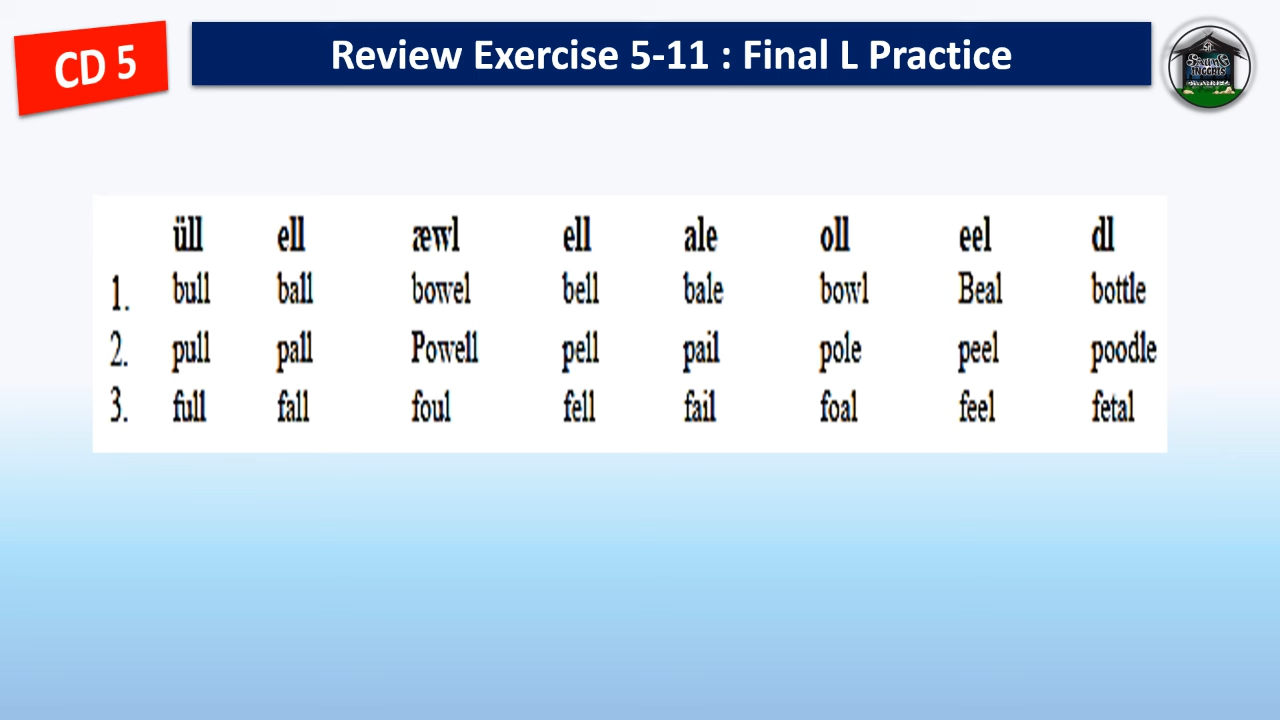 CD 5
Review Exercise 5-11 : Final L Practice
INGGRIS
üll ell æwl ell ale oll eel dl
1. bull ball bowel bell bale bowl Beal bottle
2. pull pall Powell pell pail pole peel poodle
3. full fall foul fell fail foal feel fetal